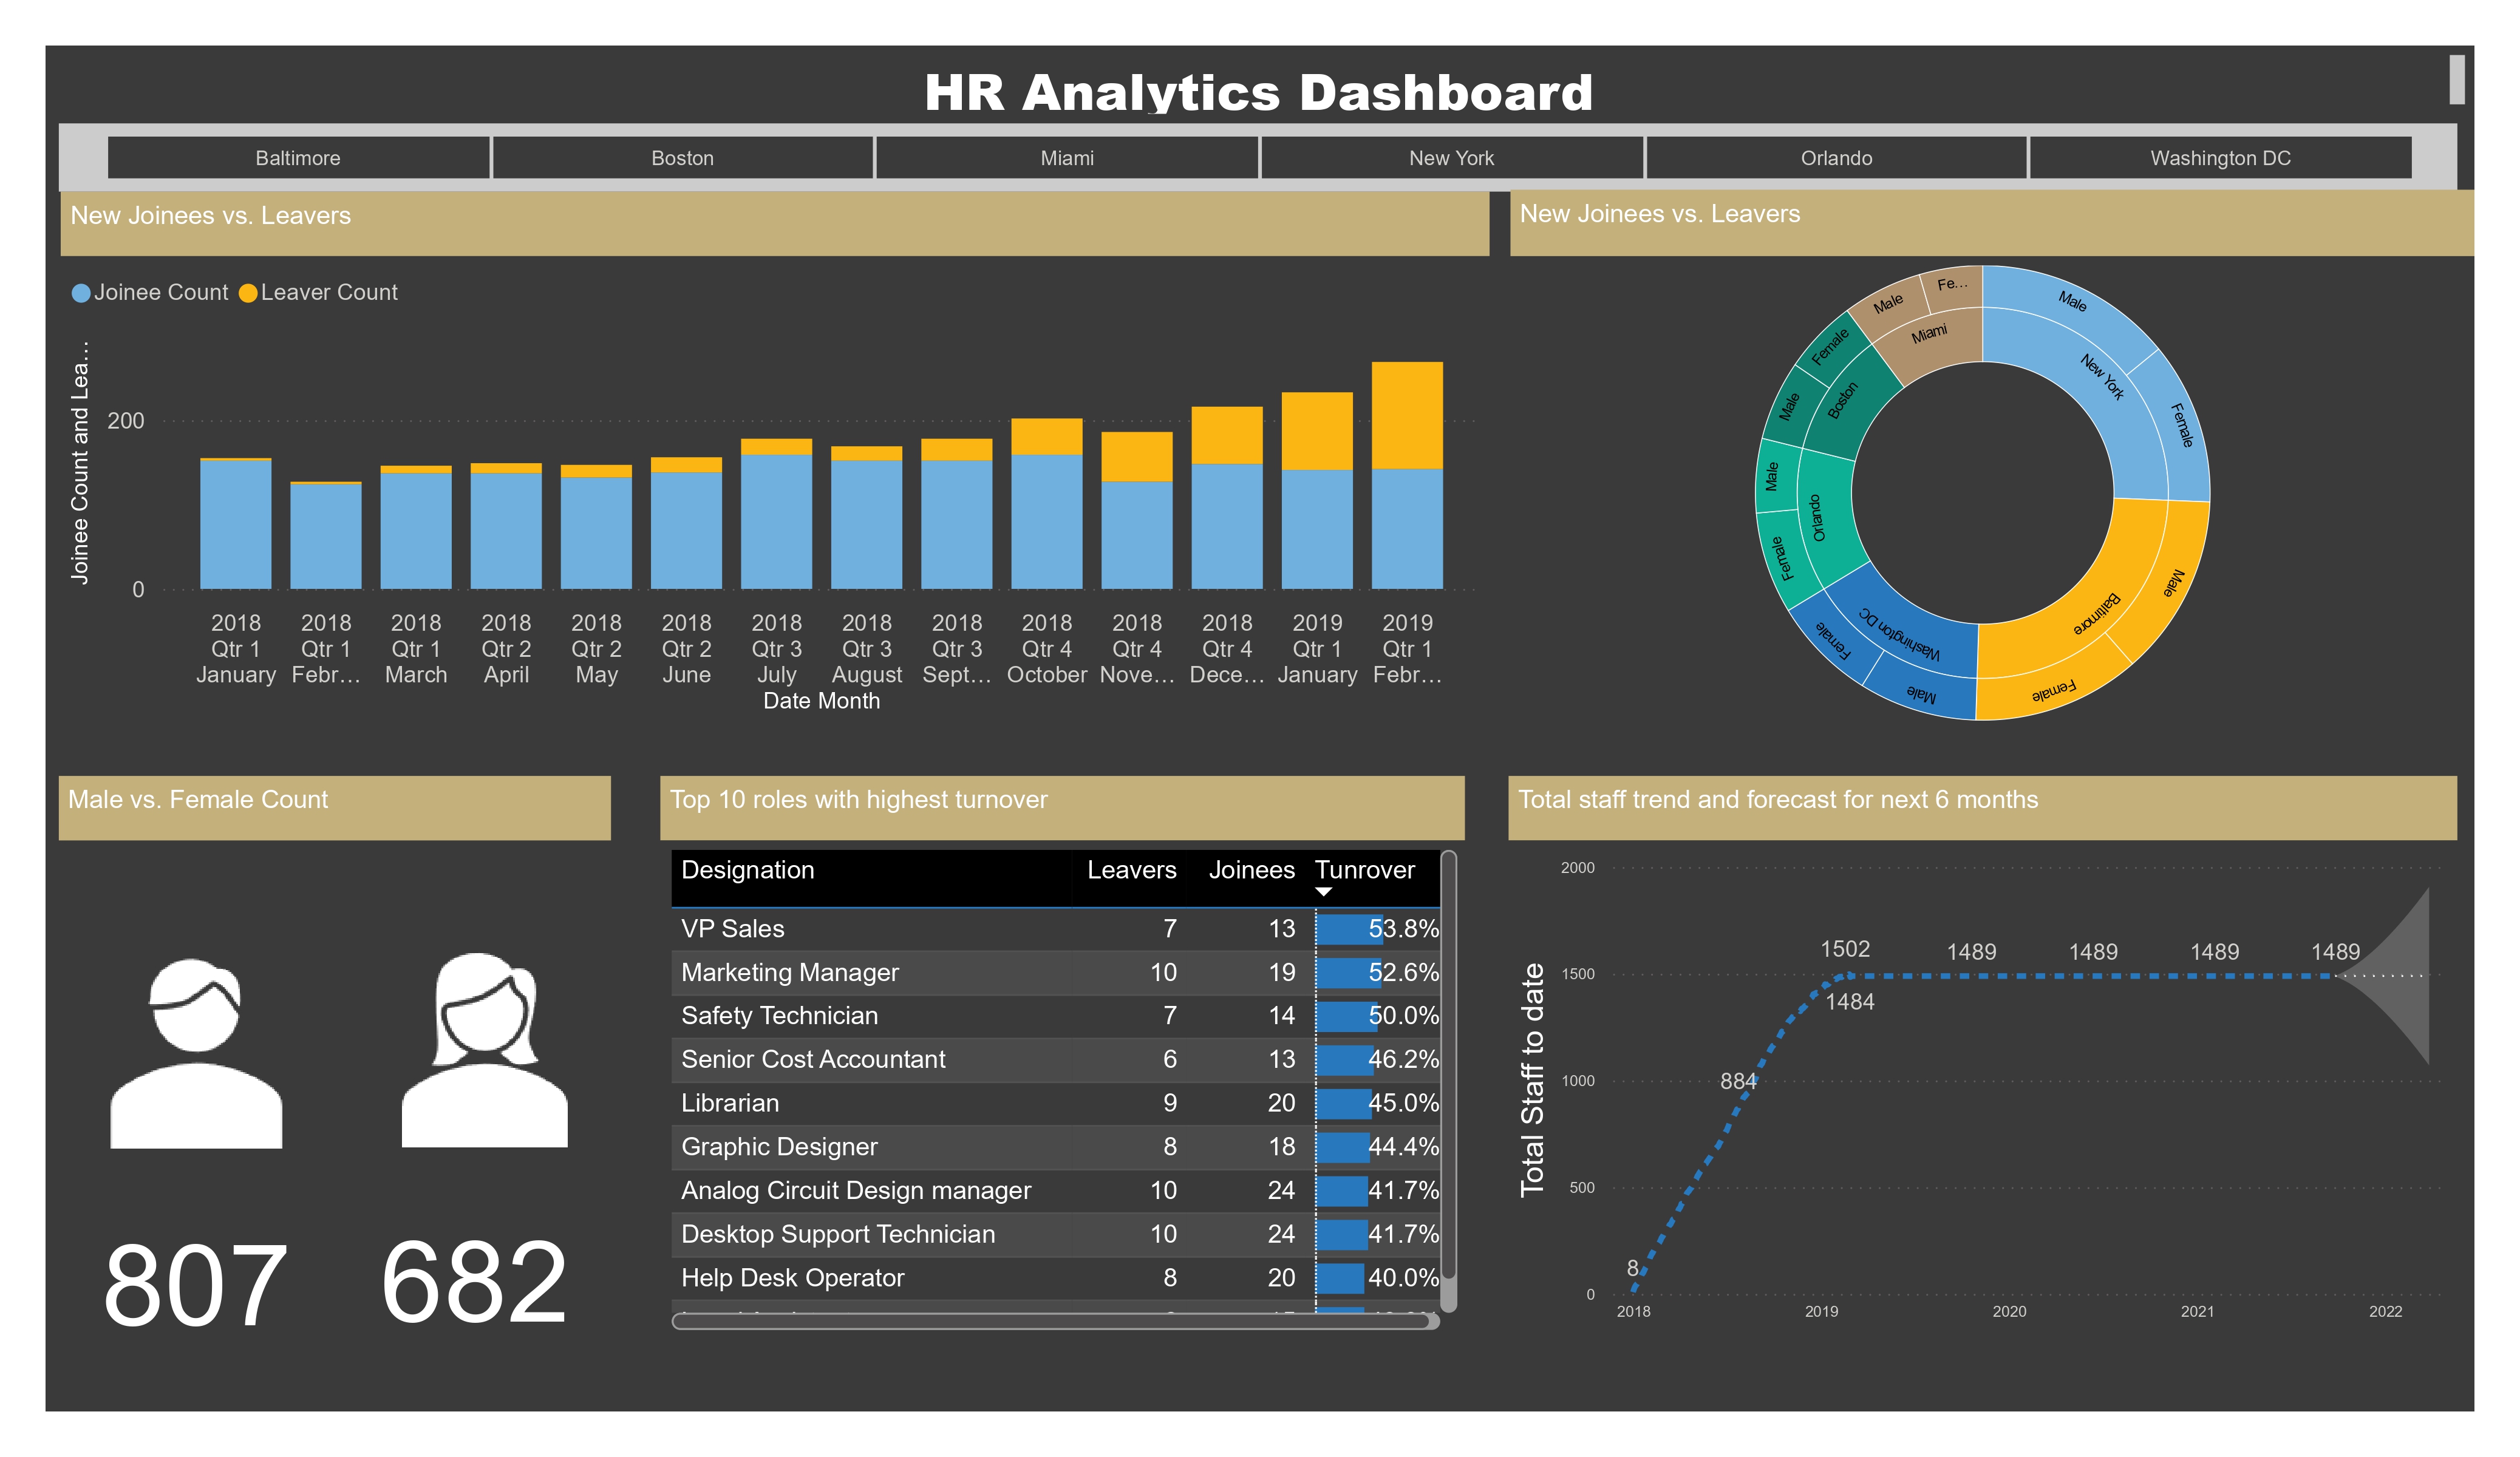 HR Analytics Dashboard
Baltimore Boston Miami New York Orlando Washington DC
New Joinees vs. Leavers
Joinee Count Leaver Count
Joinee Count and Lea…
200
0
2018 2018 2018 2018 2018 2018 2018 2018 2018 2018 2018 2018 2019 2019
Qtr 1 Qtr 1 Qtr 1 Qtr 2 Qtr 2 Qtr 2 Qtr 3 Qtr 3 Qtr 3 Qtr 4 Qtr 4 Qtr 4 Qtr 1 Qtr 1
January Febr… March April May June July August Sept… October Nove… Dece… January Febr…
Date Month
New Joinees vs. Leavers
Male
New York
Female
Male
Baltimore
Female
Male
Washington DC
Female
Female
Orlando
Male
Male
Boston
Female
Male
Miami
Fe…
Male vs. Female Count
807 682
Top 10 roles with highest turnover
Designation Leavers Joinees Tunrover
VP Sales 7 13 53.8%
Marketing Manager 10 19 52.6%
Safety Technician 7 14 50.0%
Senior Cost Accountant 6 13 46.2%
Librarian 9 20 45.0%
Graphic Designer 8 18 44.4%
Analog Circuit Design manager 10 24 41.7%
Desktop Support Technician 10 24 41.7%
Help Desk Operator 8 20 40.0%
Total staff trend and forecast for next 6 months
Total Staff to date
2000
1500
1000
500
0
8
884
1484
1502
1489
1489
1489
1489
2018 2019 2020 2021 2022